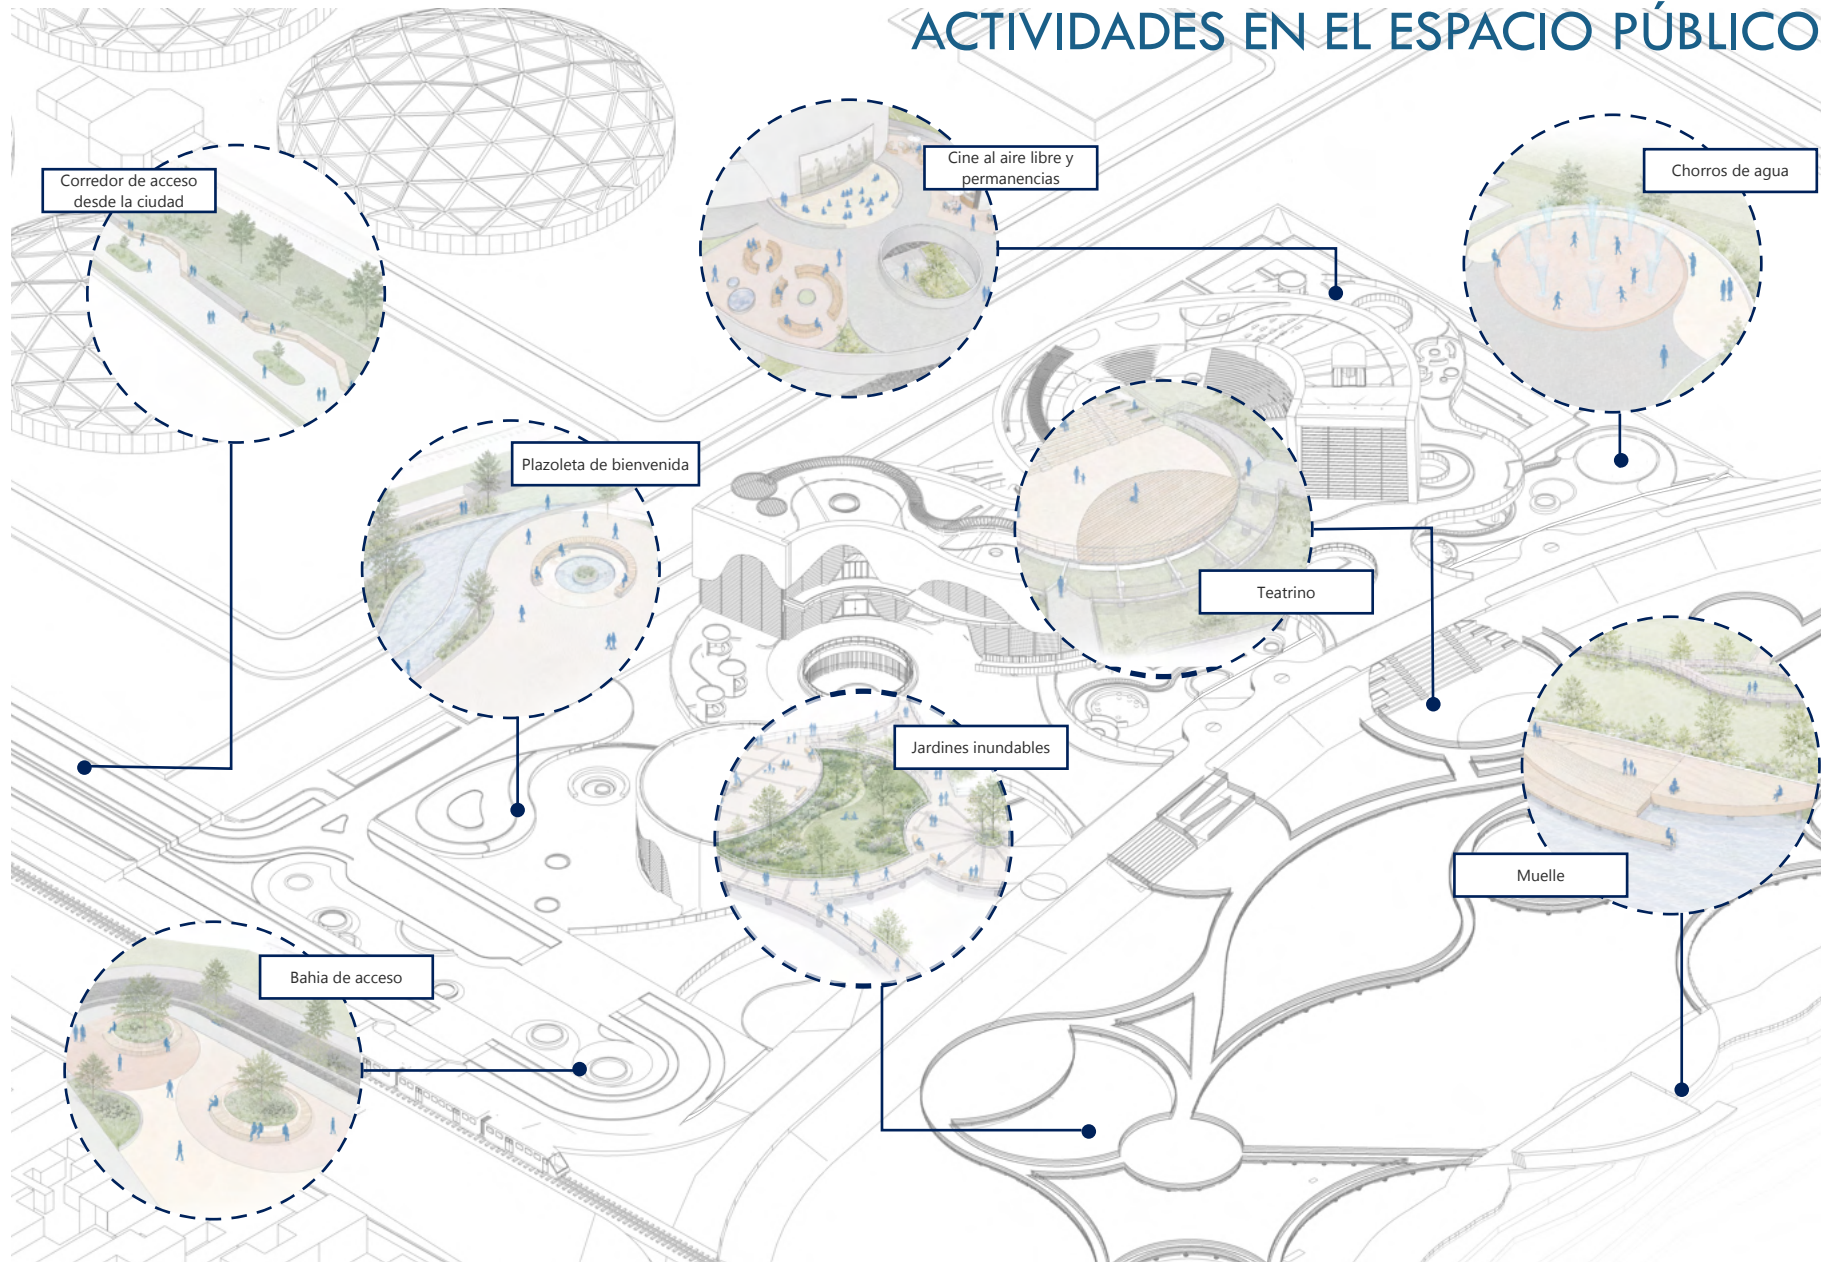 ACTIVIDADES EN EL ESPACIO PÚBLICO
Cine al aire libre y
permanencias
Chorros de agua
Corredor de acceso
desde la ciudad
Plazoleta de bienvenida
Teatrino
Jardines inundables
Muelle
Bahia de acceso